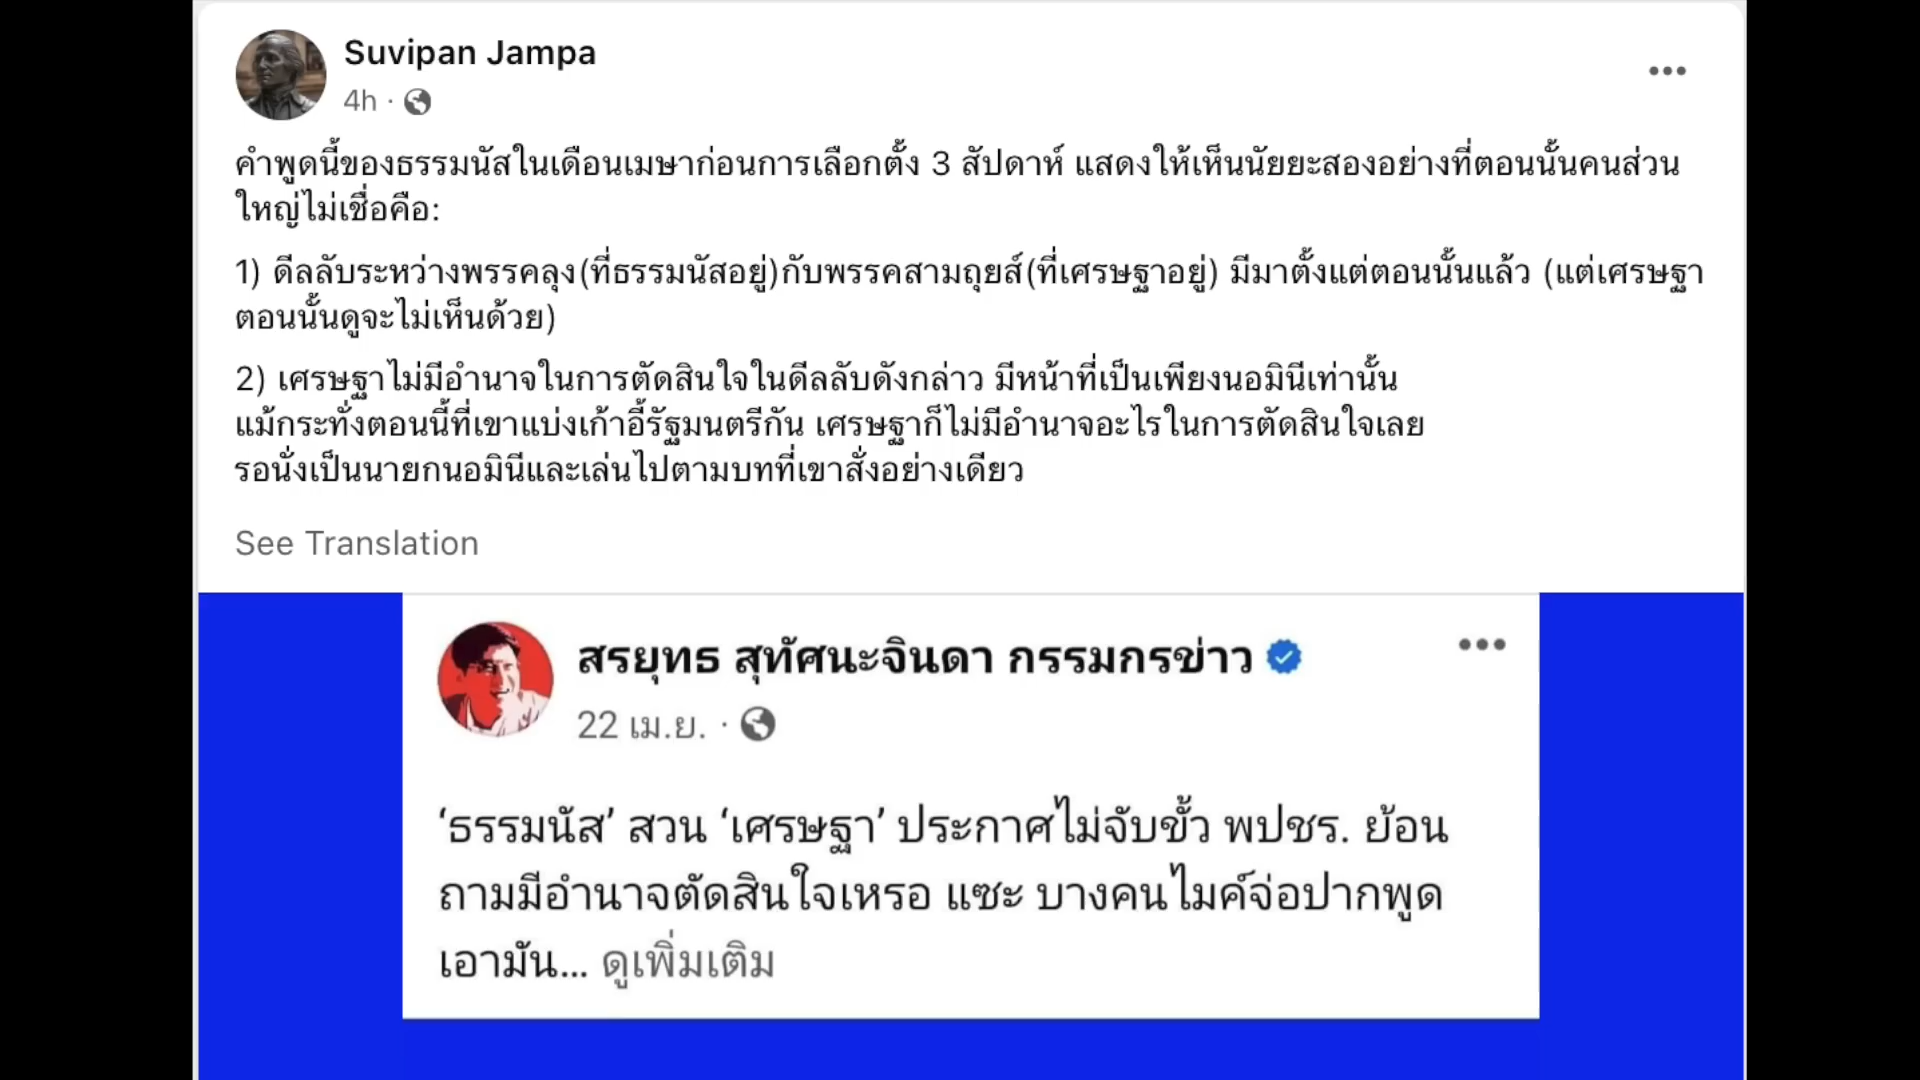 Suvipan Jampa
4h ·
คำพูดนี้ของธรรมนัสในเดือนเมษาก่อนการเลือกตั้ง 3 สัปดาห์ แสดงให้เห็นนัยยะสองอย่างที่ตอนนั้นคนส่วน
ใหญ่ไม่เชื่อคือ:
1) ดีลลับระหว่างพรรคลุง(ที่ธรรมนัสอยู่)กับพรรคสามถุยส์(ที่เศรษฐาอยู่) มีมาตั้งแต่ตอนนั้นแล้ว (แต่เศรษฐา
ตอนนั้นดูจะไม่เห็นด้วย)
2) เศรษฐาไม่มีอำนาจในการตัดสินใจในดีลลับดังกล่าว มีหน้าที่เป็นเพียงนอมินีเท่านั้น
แม้กระทั่งตอนนี้ที่เขาแบ่งเก้าอี้รัฐมนตรีกัน เศรษฐาก็ไม่มีอำนาจอะไรในการตัดสินใจเลย
รอนั่งเป็นนายกนอมินีและเล่นไปตามบทที่เขาสั่งอย่างเดียว
See Translation
สรยุทธ สุทัศนะจินดา กรรมกรข่าว
22 เม.ย. ·
‘ธรรมนัส’ สวน ‘เศรษฐา’ ประกาศไม่จับขั้ว พปชร. ย้อน
ถามมีอำนาจตัดสินใจเหรอ แซะ บางคนไมค์จ่อปากพูด
เอามัน... ดูเพิ่มเติม